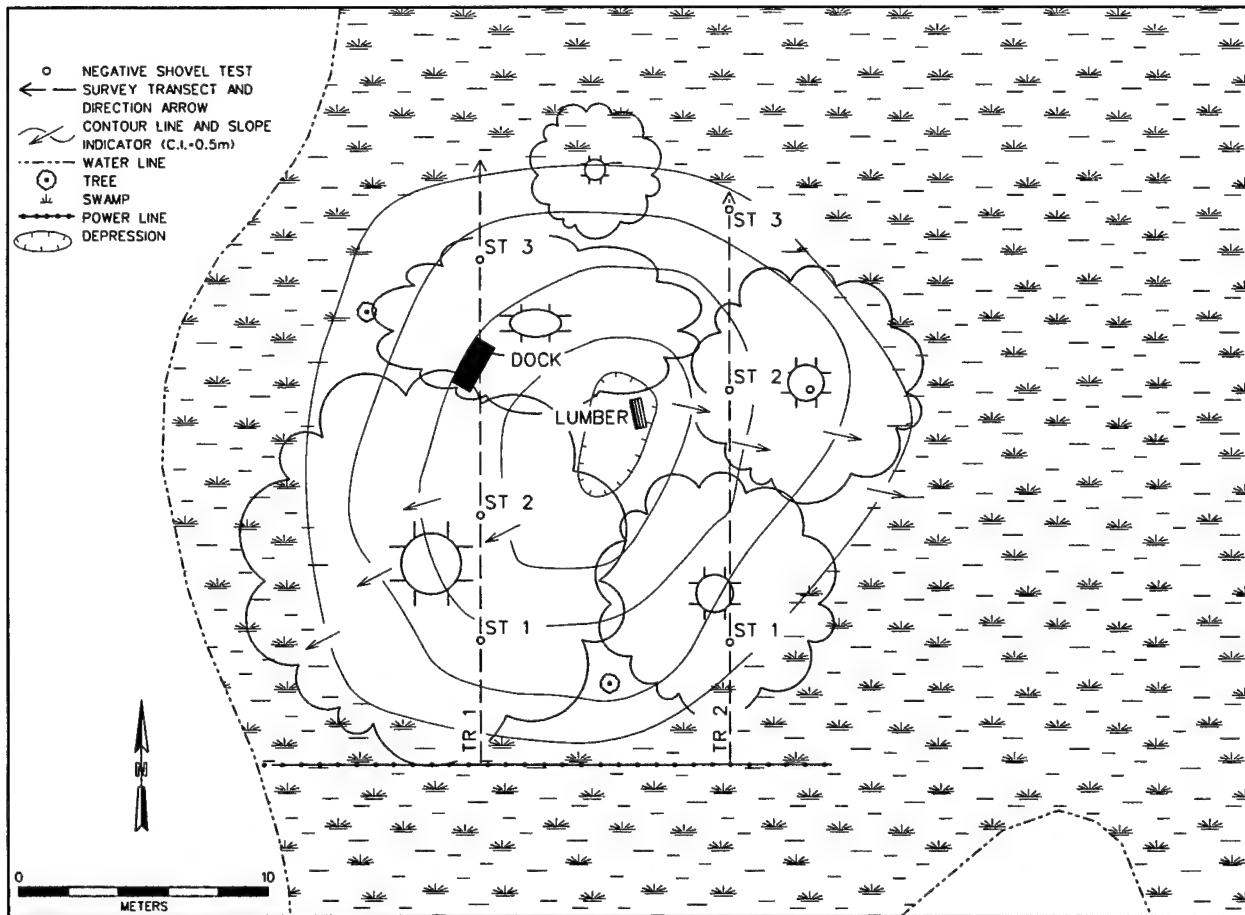 NEGATIVE SHOVEL TEST
SURVEY TRANSECT AND
DIRECTION ARROW
CONTOUR LINE AND SLOPE
INDICATOR (C.I.=0.5m)
WATER LINE
TREE
SWAMP
POWER LINE
DEPRESSION
ST 3
ST 3
DOCK
ST 2
LUMBER
ST 2
ST 1
ST 1
TR 1
TR 2
N
0 10
METERS